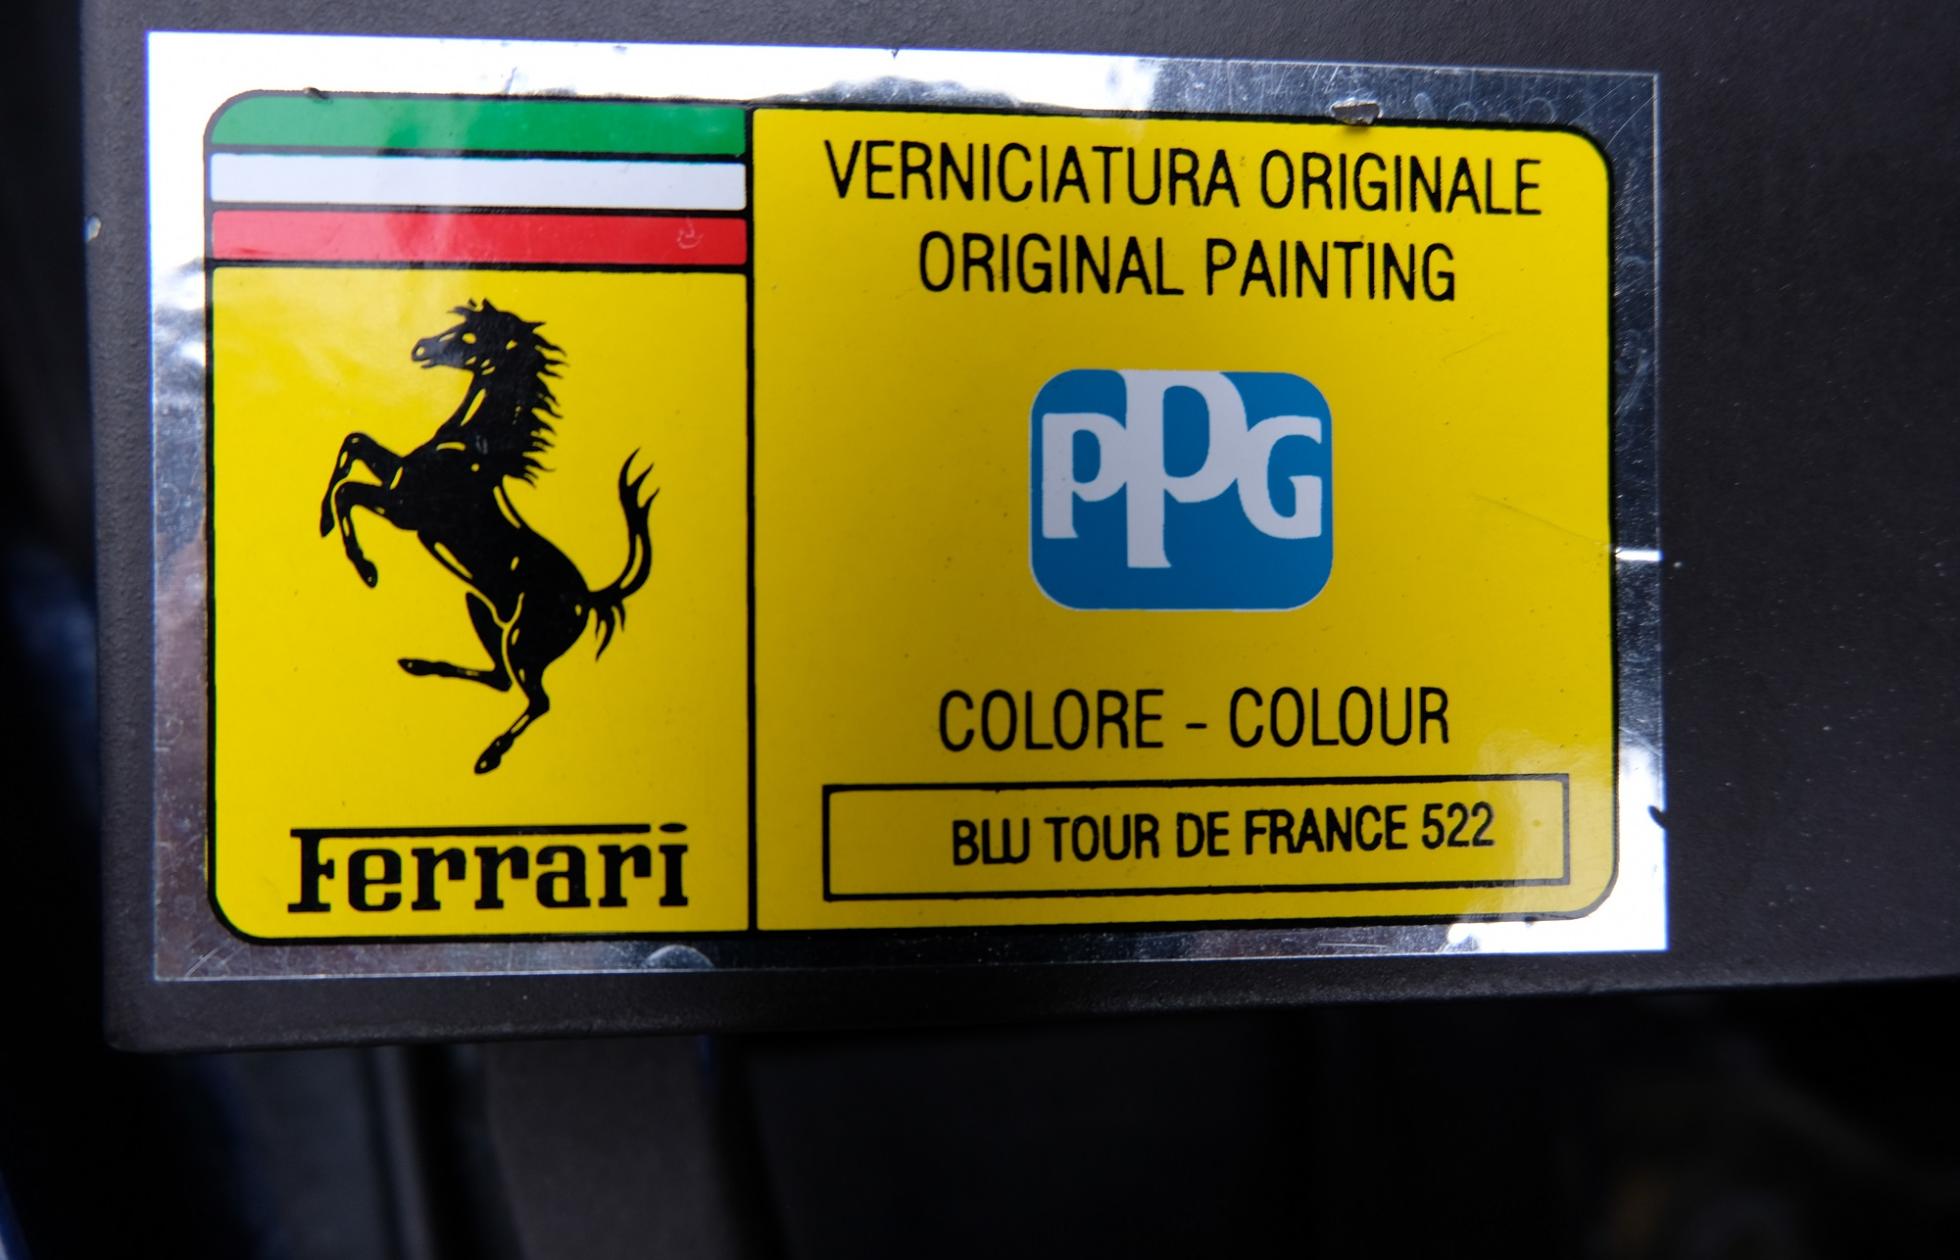 VERNICIATURA ORIGINALE
ORIGINAL PAINTING
PPG
COLORE - COLOUR
BLU TOUR DE FRANCE 522
Ferrari